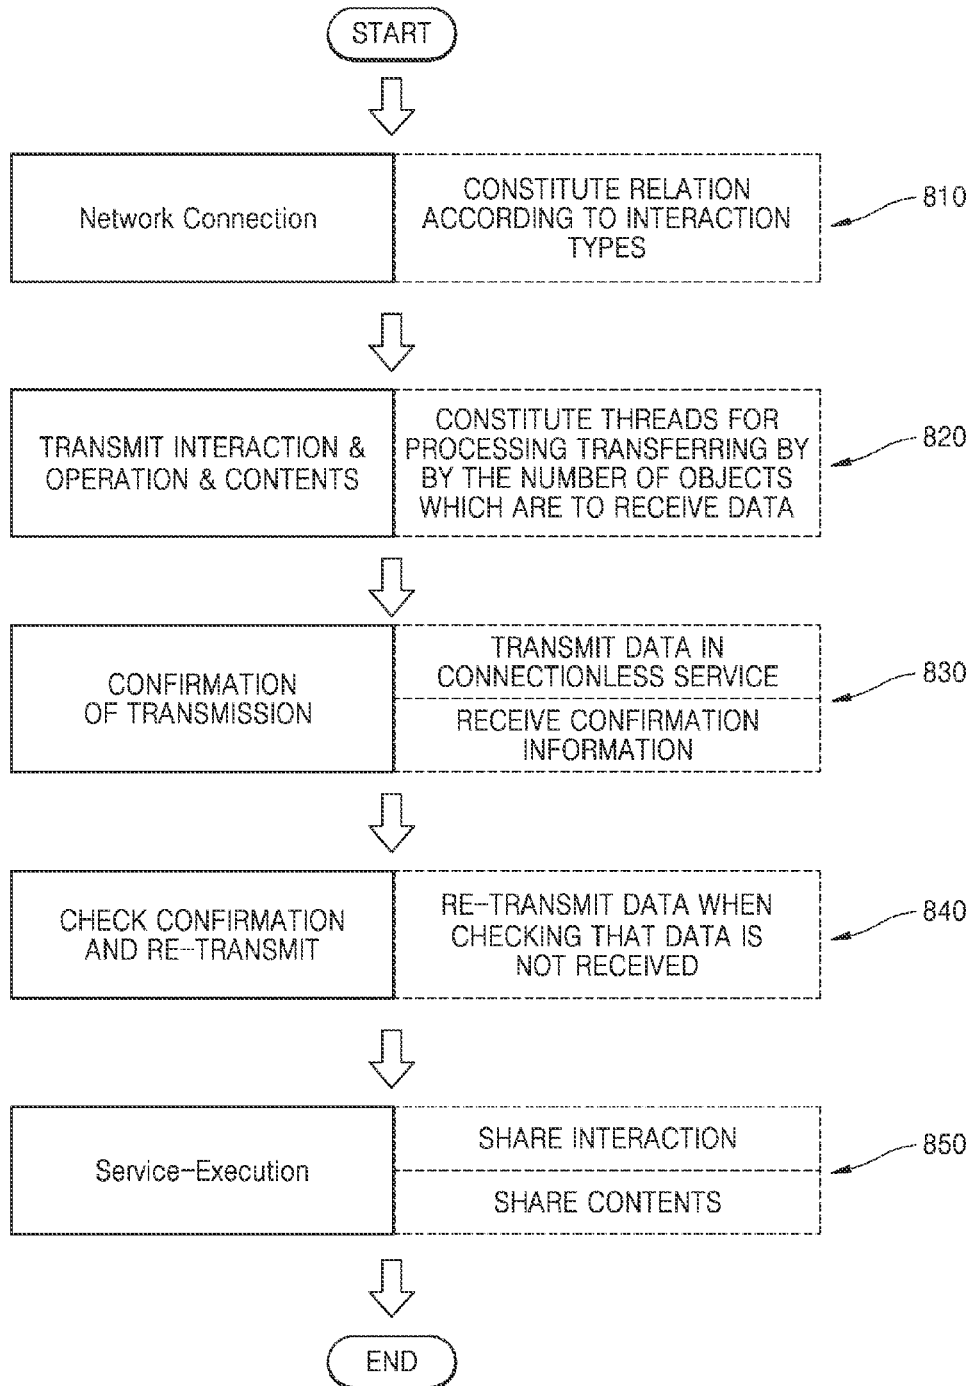 START
Network Connection
CONSTITUTE RELATION
ACCORDING TO INTERACTION
TYPES
810
TRANSMIT INTERACTION &
OPERATION & CONTENTS
CONSTITUTE THREADS FOR
PROCESSING TRANSFERRING BY
BY THE NUMBER OF OBJECTS
WHICH ARE TO RECEIVE DATA
820
CONFIRMATION
OF TRANSMISSION
TRANSMIT DATA IN
CONNECTIONLESS SERVICE
RECEIVE CONFIRMATION
INFORMATION
830
CHECK CONFIRMATION
AND RE-TRANSMIT
RE-TRANSMIT DATA WHEN
CHECKING THAT DATA IS
NOT RECEIVED
840
Service-Execution
SHARE INTERACTION
SHARE CONTENTS
850
END